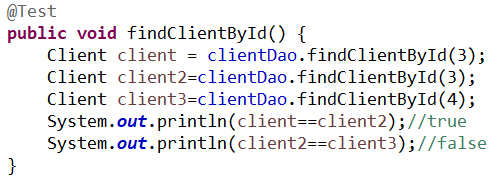 @Test
public void findClientById() {
    Client client = clientDao.findClientById(3);
    Client client2=clientDao.findClientById(3);
    Client client3=clientDao.findClientById(4);
    System.out.println(client==client2);//true
    System.out.println(client2==client3);//false
}